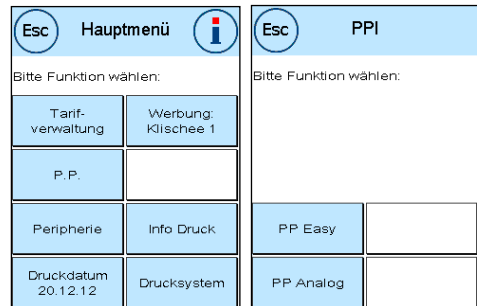 Esc Hauptmenü i
Bitte Funktion wählen:
Tarif-
verwaltung
Werbung:
Klischee 1
P.P.
Peripherie
Info Druck
Druckdatum
20.12.12
Drucksystem
Esc PPI
Bitte Funktion wählen:
PP Easy
PP Analog